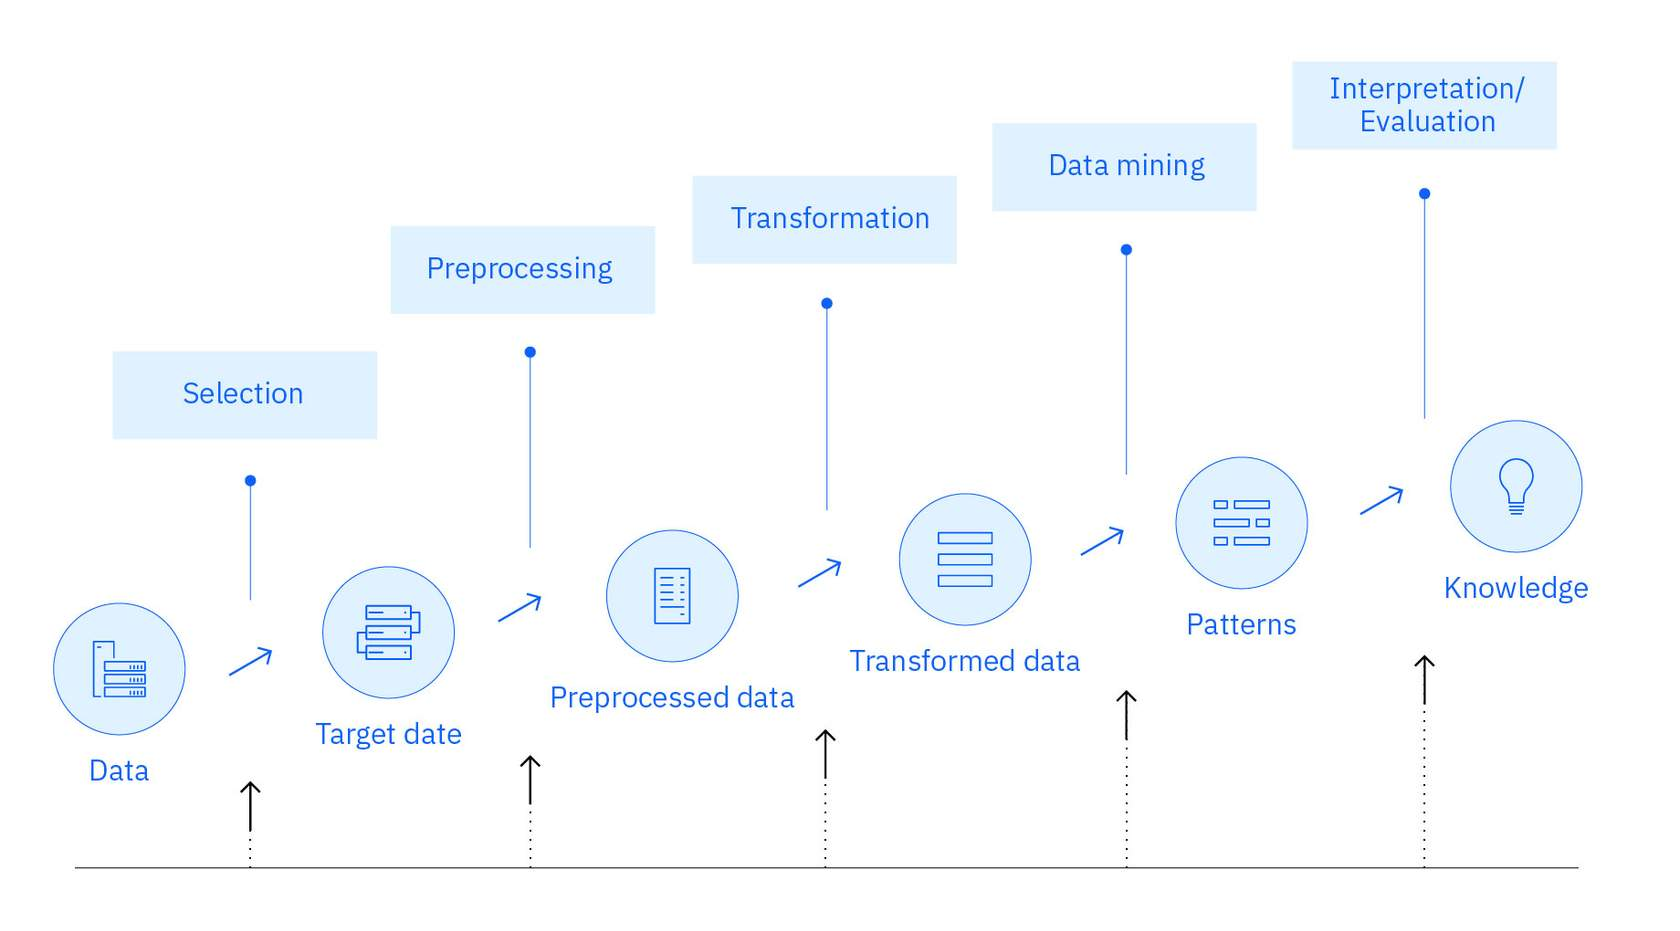 Interpretation/
Evaluation
Data mining
Transformation
Preprocessing
Selection
Data
Target date
Preprocessed data
Transformed data
Patterns
Knowledge